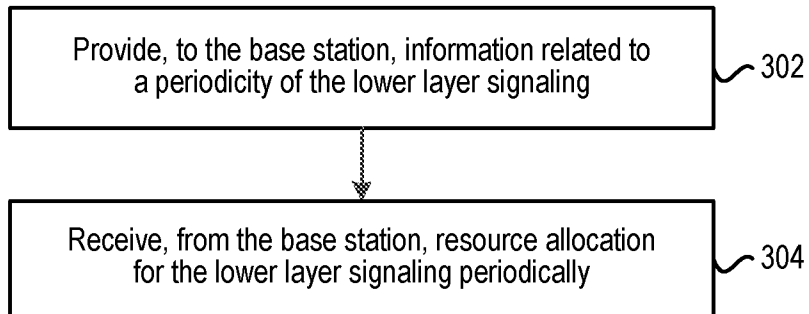 Provide, to the base station, information related to
a periodicity of the lower layer signaling
302
Receive, from the base station, resource allocation
for the lower layer signaling periodically
304